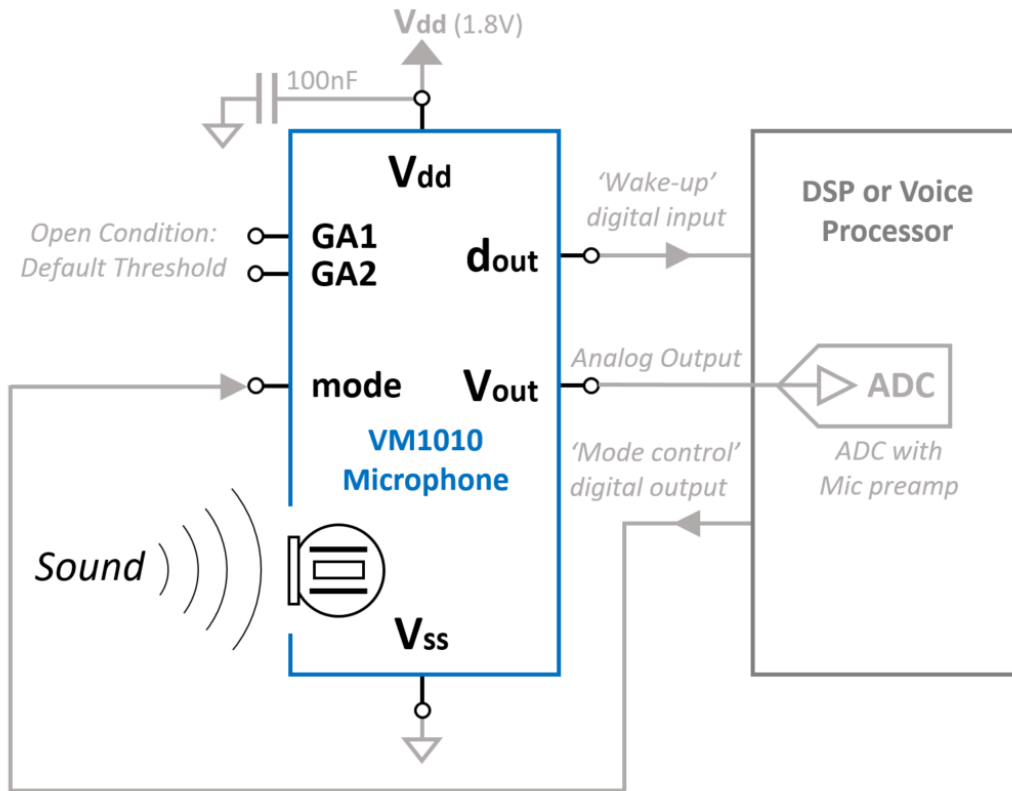 Vdd (1.8V)
100nF
Vdd
Open Condition:
Default Threshold
GA1
GA2
dout
'Wake-up'
digital input
DSP or Voice
Processor
mode
Vout
Analog Output
ADC
VM1010
Microphone
'Mode control'
digital output
ADC with
Mic preamp
Sound
Vss